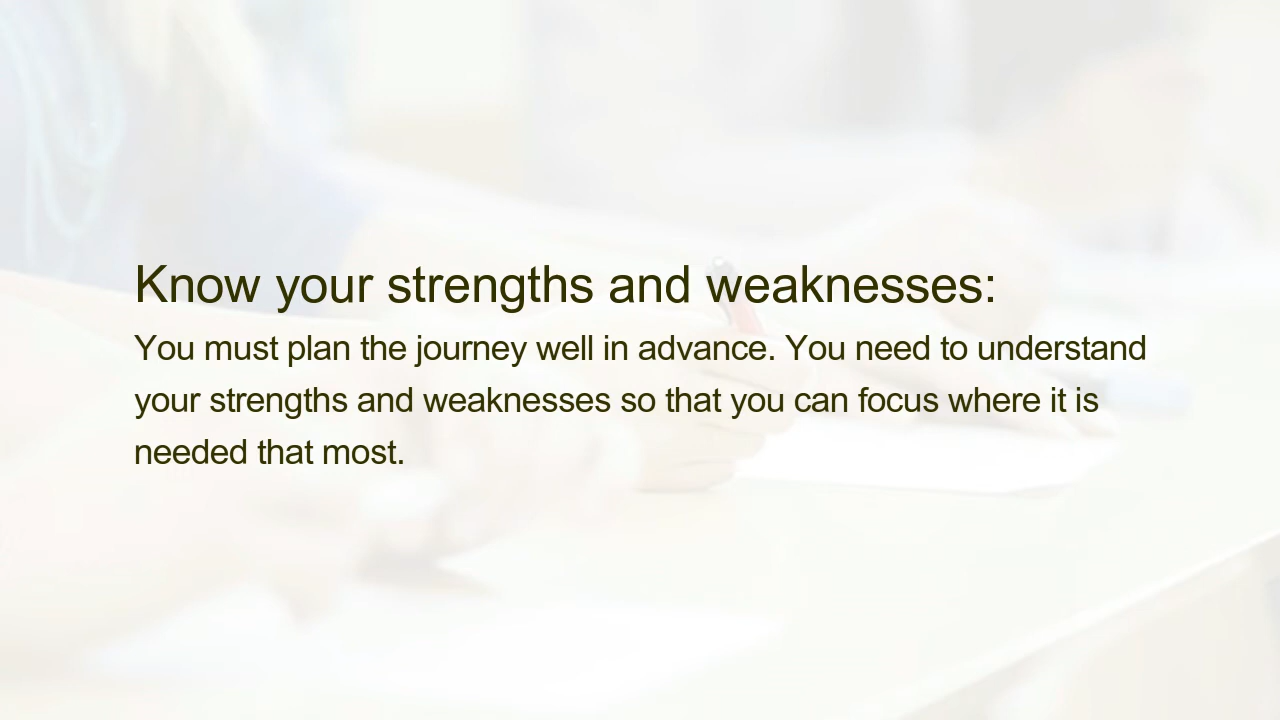 Know your strengths and weaknesses:
You must plan the journey well in advance. You need to understand
your strengths and weaknesses so that you can focus where it is
needed that most.